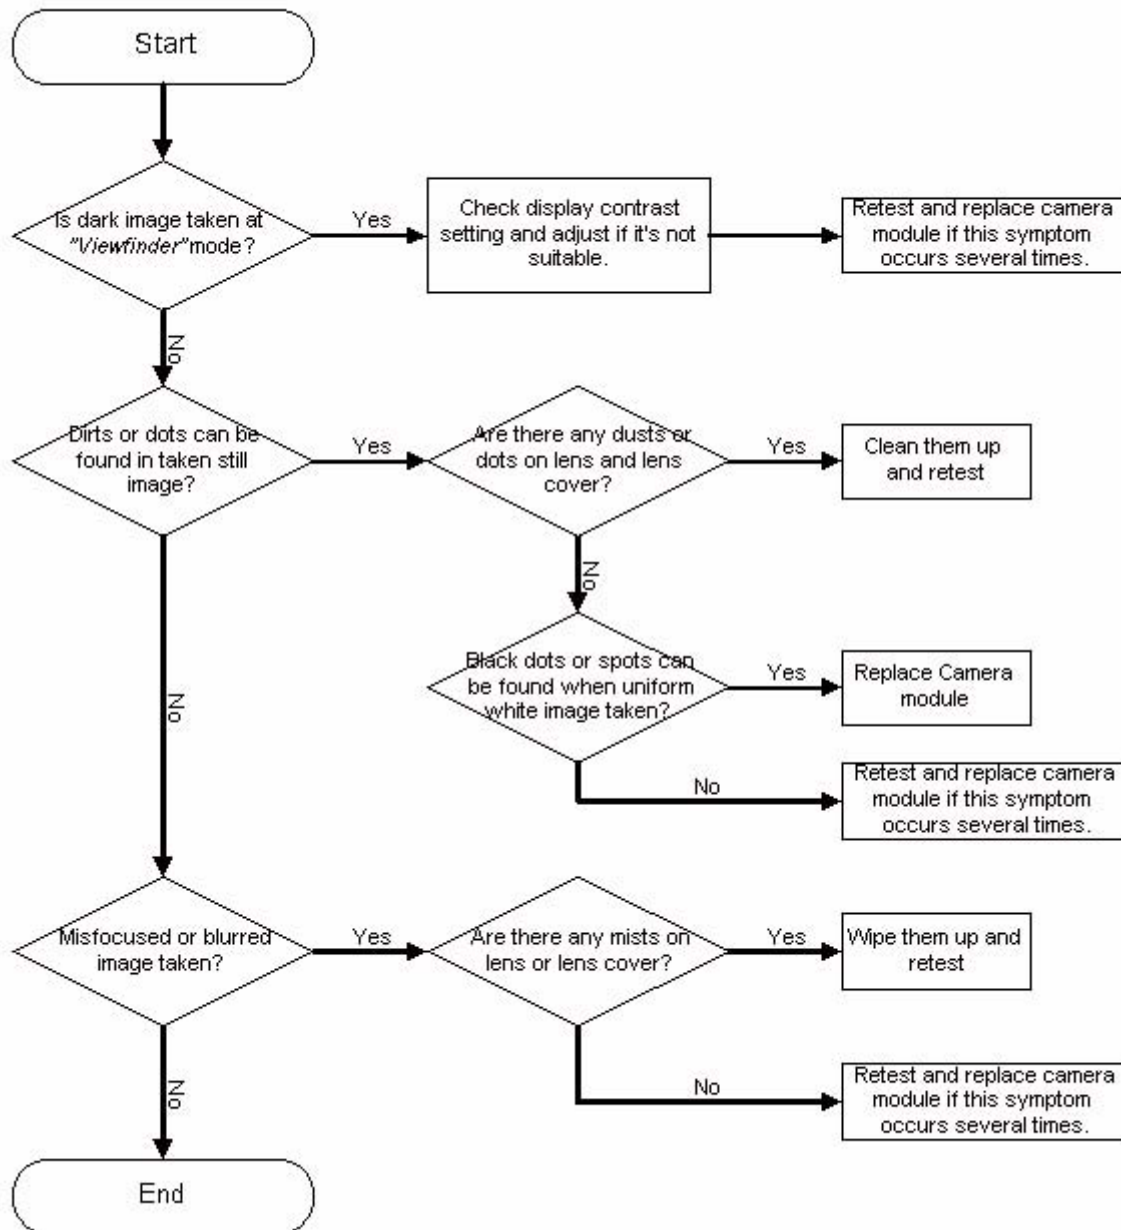 Start
Is dark image taken at
"Viewfinder" mode?
Yes
Check display contrast
setting and adjust if it's not
suitable.
Retest and replace camera
module if this symptom
occurs several times.
No
Dirts or dots can be
found in taken still
image?
Yes
Are there any dusts or
dots on lens and lens
cover?
Yes
Clean them up
and retest
No
Black dots or spots can
be found when uniform
white image taken?
Yes
Replace Camera
module
No
No
Retest and replace camera
module if this symptom
occurs several times.
Misfocused or blurred
image taken?
Yes
Are there any mists on
lens or lens cover?
Yes
Wipe them up and
retest
No
No
Retest and replace camera
module if this symptom
occurs several times.
End